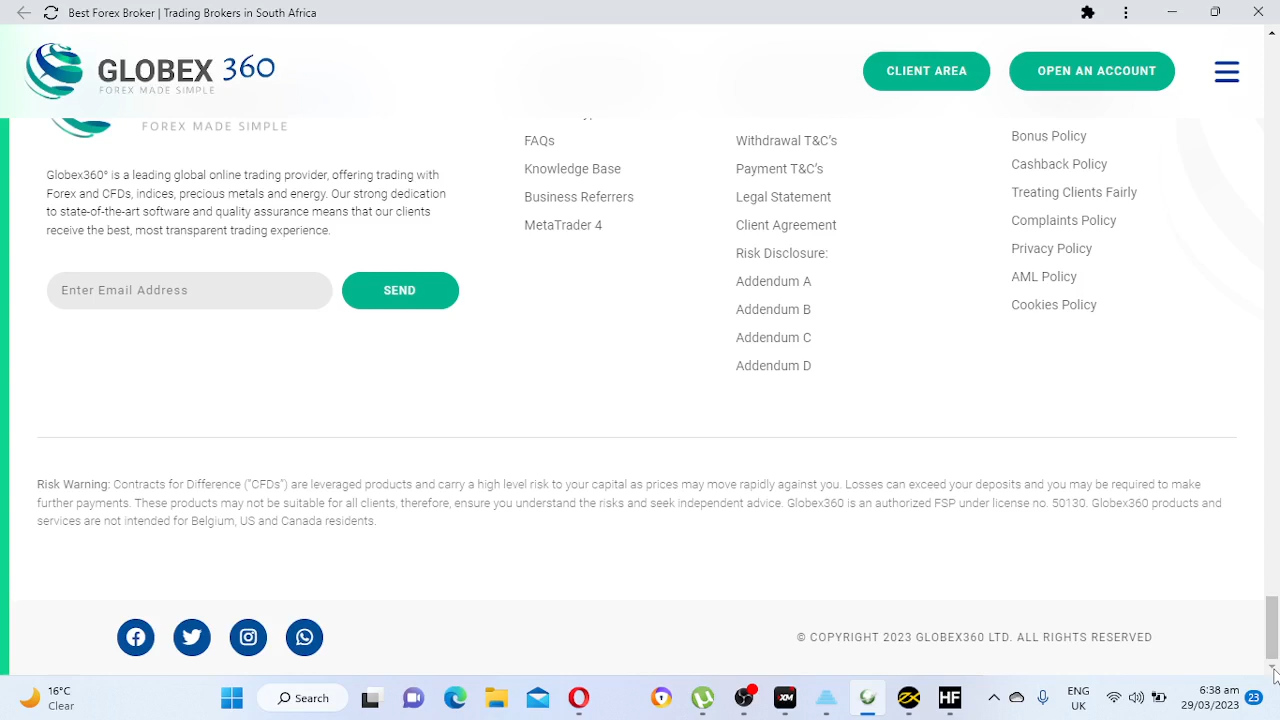 Forex Broker | South Africa
GLOBEX 360
FOREX MADE SIMPLE
CLIENT AREA
OPEN AN ACCOUNT
FOREX MADE SIMPLE
Globex360° is a leading global online trading provider, offering trading with
Forex and CFDs, indices, precious metals and energy. Our strong dedication
to state-of-the-art software and quality assurance means that our clients
receive the best, most transparent trading experience.
Enter Email Address
SEND
FAQs
Knowledge Base
Business Referrers
MetaTrader 4
Withdrawal T&C's
Payment T&C's
Legal Statement
Client Agreement
Risk Disclosure:
Addendum A
Addendum B
Addendum C
Addendum D
Bonus Policy
Cashback Policy
Treating Clients Fairly
Complaints Policy
Privacy Policy
AML Policy
Cookies Policy
Risk Warning: Contracts for Difference ("CFDs") are leveraged products and carry a high level risk to your capital as prices may move rapidly against you. Losses can exceed your deposits and you may be required to make
further payments. These products may not be suitable for all clients, therefore, ensure you understand the risks and seek independent advice. Globex360 is an authorized FSP under license no. 50130. Globex360 products and
services are not intended for Belgium, US and Canada residents.
© COPYRIGHT 2023 GLOBEX360 LTD. ALL RIGHTS RESERVED
16°C
Clear
Search
XM
HF
ENG
UK
6:38 am
29/03/2023
23